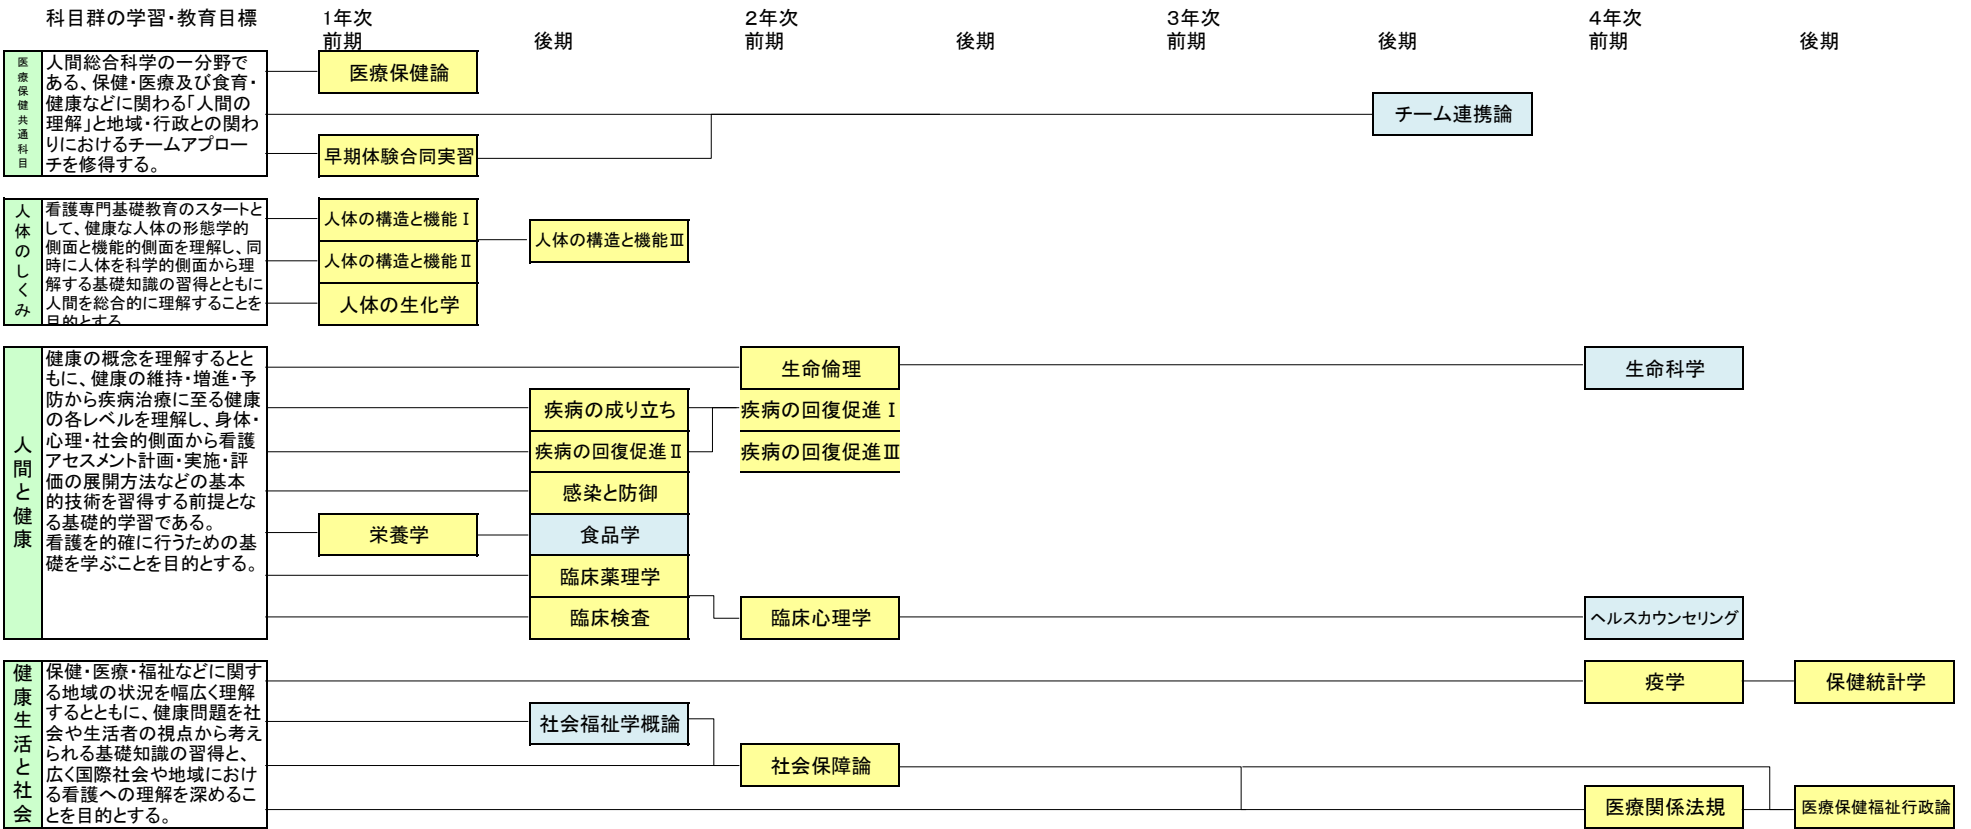 科目群の学習・教育目標
1年次
前期
後期
2年次
前期
後期
3年次
前期
後期
4年次
前期
後期
医療保健共通科目
人間総合科学の一分野で
ある、保健・医療及び食育・
健康などに関わる「人間の
理解」と地域・行政との関わ
りにおけるチームアプロー
チを修得する。
医療保健論
チーム連携論
早期体験合同実習
人体のしくみ
看護専門基礎教育のスタートと
して、健康な人体の形態学的
側面と機能的側面を理解し、同
時に人体を科学的側面から理
解する基礎知識の習得とともに
人間を総合的に理解することを
目的とする。
人体の構造と機能Ⅰ
人体の構造と機能Ⅱ
人体の構造と機能Ⅲ
人体の生化学
人間と健康
健康の概念を理解するとと
もに、健康の維持・増進・予
防から疾病治療に至る健康
の各レベルを理解し、身体・
心理・社会的側面から看護
アセスメント計画・実施・評
価の展開方法などの基本
的技術を習得する前提とな
る基礎的学習である。
看護を的確に行うための基
礎を学ぶことを目的とする。
生命倫理
生命科学
疾病の成り立ち
疾病の回復促進Ⅰ
疾病の回復促進Ⅱ
疾病の回復促進Ⅲ
感染と防御
栄養学
食品学
臨床薬理学
臨床検査
臨床心理学
ヘルスカウンセリング
健康生活と社会
保健・医療・福祉などに関す
る地域の状況を幅広く理解
するとともに、健康問題を社
会や生活者の視点から考え
られる基礎知識の習得と、
広く国際社会や地域におけ
る看護への理解を深めるこ
とを目的とする。
疫学
保健統計学
社会福祉学概論
社会保障論
医療関係法規
医療保健福祉行政論